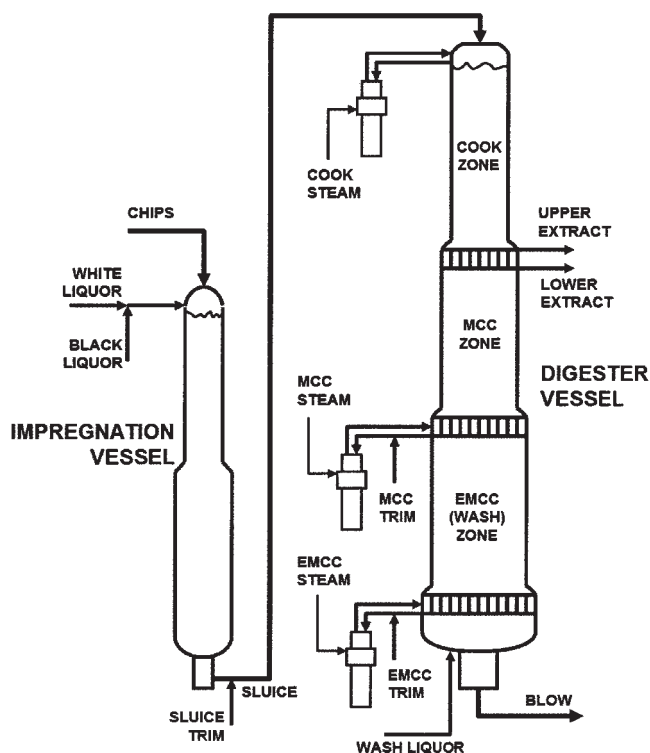 COOK
STEAM
COOK
ZONE
CHIPS
UPPER
EXTRACT
LOWER
EXTRACT
WHITE
LIQUOR
BLACK
LIQUOR
MCC
ZONE
DIGESTER
VESSEL
MCC
STEAM
IMPREGNATION
VESSEL
MCC
TRIM
EMCC
(WASH)
ZONE
EMCC
STEAM
EMCC
TRIM
SLUICE
SLUICE
TRIM
BLOW
WASH LIQUOR